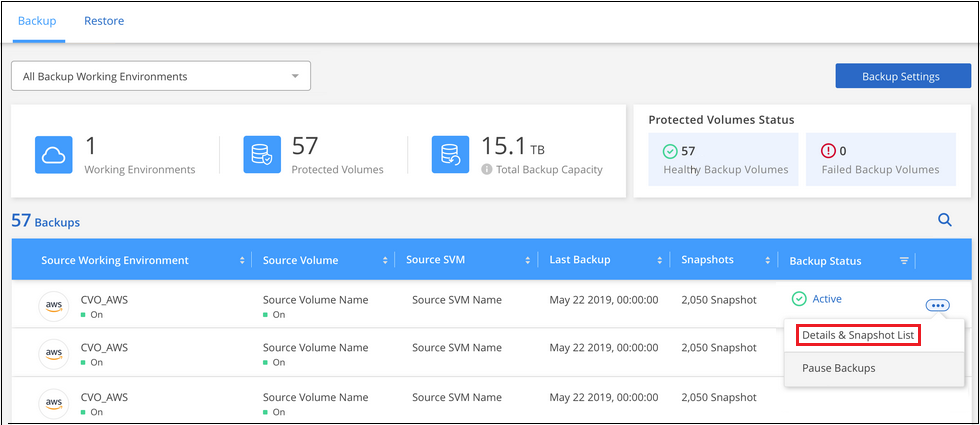 Backup Restore
All Backup Working Environments Backup Settings
1 Working Environments
57 Protected Volumes
15.1 TB Total Backup Capacity
Protected Volumes Status
57 Healthy Backup Volumes
0 Failed Backup Volumes
57 Backups
Source Working Environment Source Volume Source SVM Last Backup Snapshots Backup Status
aws CVO_AWS Source Volume Name Source SVM Name May 22 2019, 00:00:00 2,050 Snapshot Active
On On
Details & Snapshot List
Pause Backups
aws CVO_AWS Source Volume Name Source SVM Name May 22 2019, 00:00:00 2,050 Snapshot
On On
aws CVO_AWS Source Volume Name Source SVM Name May 22 2019, 00:00:00 2,050 Snapshot
On On